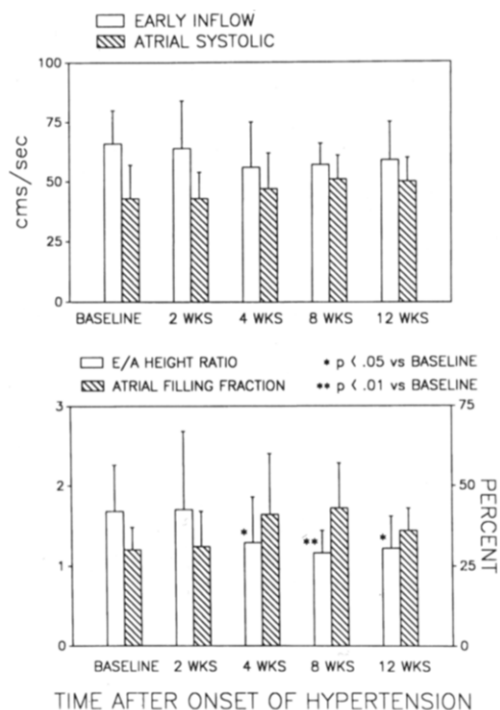 EARLY INFLOW
ATRIAL SYSTOLIC
100
75
50
25
0
cms/sec
BASELINE 2 WKS 4 WKS 8 WKS 12 WKS
E/A HEIGHT RATIO * p < .05 vs BASELINE
ATRIAL FILLING FRACTION ** p < .01 vs BASELINE
3 75
2 50
1 25
0 0
PERCENT
* ** *
BASELINE 2 WKS 4 WKS 8 WKS 12 WKS
TIME AFTER ONSET OF HYPERTENSION